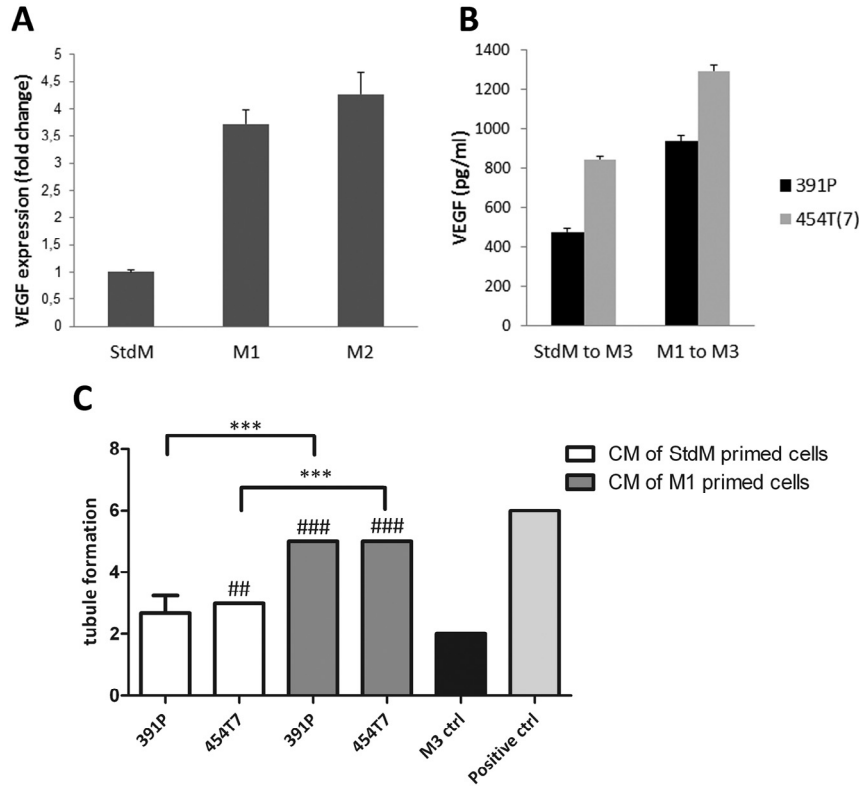 A
VEGF expression (fold change)
5
4,5
4
3,5
3
2,5
2
1,5
1
0,5
0
StdM M1 M2
B
VEGF (pg/ml)
1400
1200
1000
800
600
400
200
0
StdM to M3 M1 to M3
391P
454T(7)
C
tubule formation
8
6
4
2
0
***
***
##
###
###
391P
454T7
391P
454T7
M3 ctrl
Positive ctrl
CM of StdM primed cells
CM of M1 primed cells